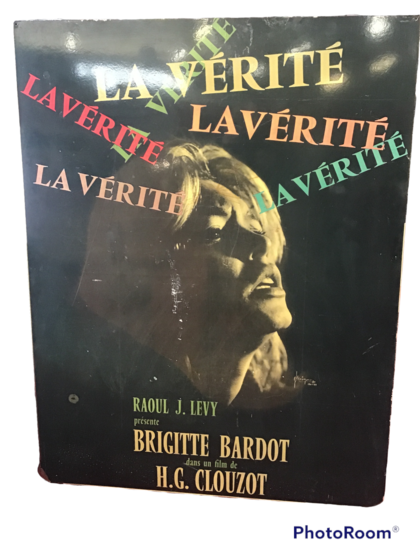 LA VÉRITÉ
LA VÉRITÉ
LA VÉRITÉ
LA VÉRITÉ
LA VÉRITÉ
LA VÉRITÉ
RAOUL J. LEVY
présente
BRIGITTE BARDOT
dans un film de
H.G. CLOUZOT
PhotoRoom®